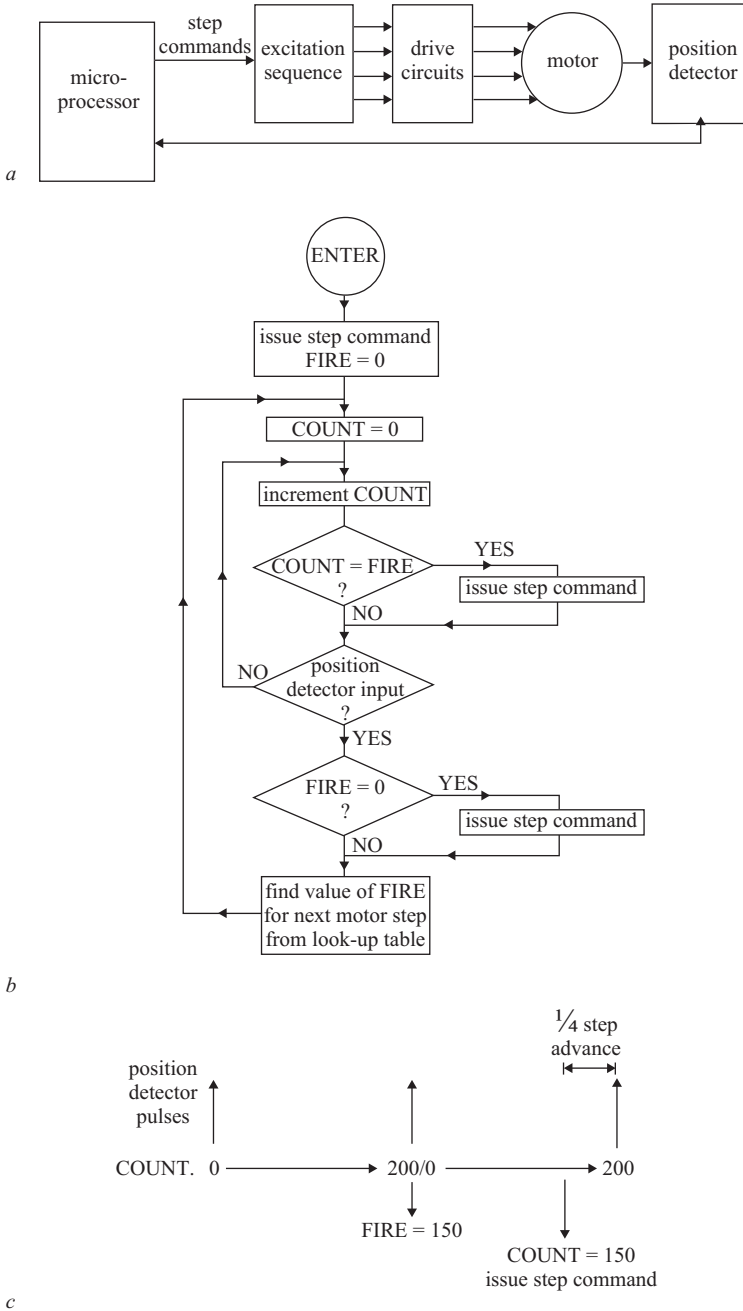 step
commands
micro-
processor
excitation
sequence
drive
circuits
motor
position
detector
a
ENTER
issue step command
FIRE = 0
COUNT = 0
increment COUNT
COUNT = FIRE
?
YES
issue step command
NO
position
detector input
?
NO
YES
FIRE = 0
?
YES
issue step command
NO
find value of FIRE
for next motor step
from look-up table
b
1/4 step
advance
position
detector
pulses
COUNT. 0 200/0 200
FIRE = 150
COUNT = 150
issue step command
c